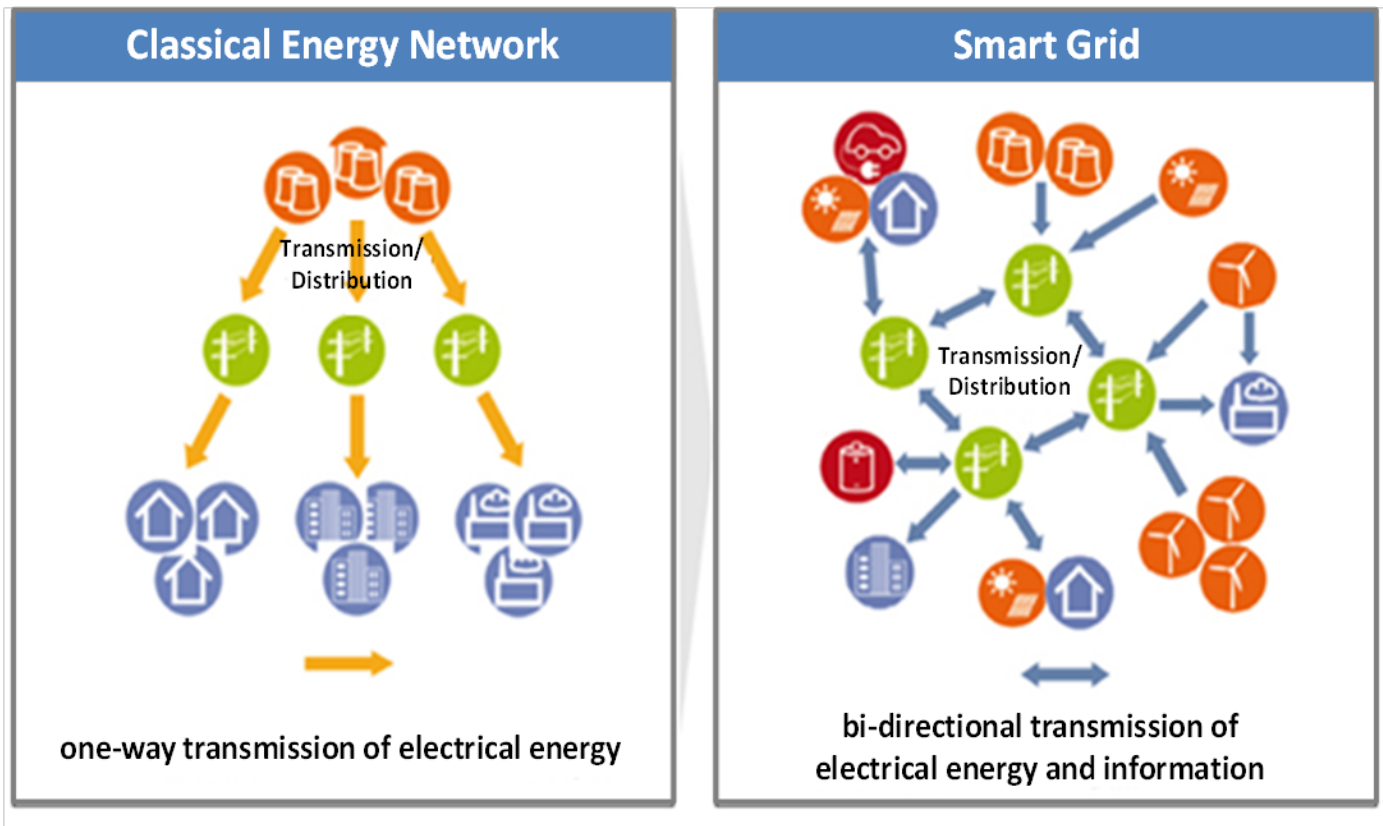 Classical Energy Network
Transmission/
Distribution
one-way transmission of electrical energy
Smart Grid
Transmission/
Distribution
bi-directional transmission of
electrical energy and information